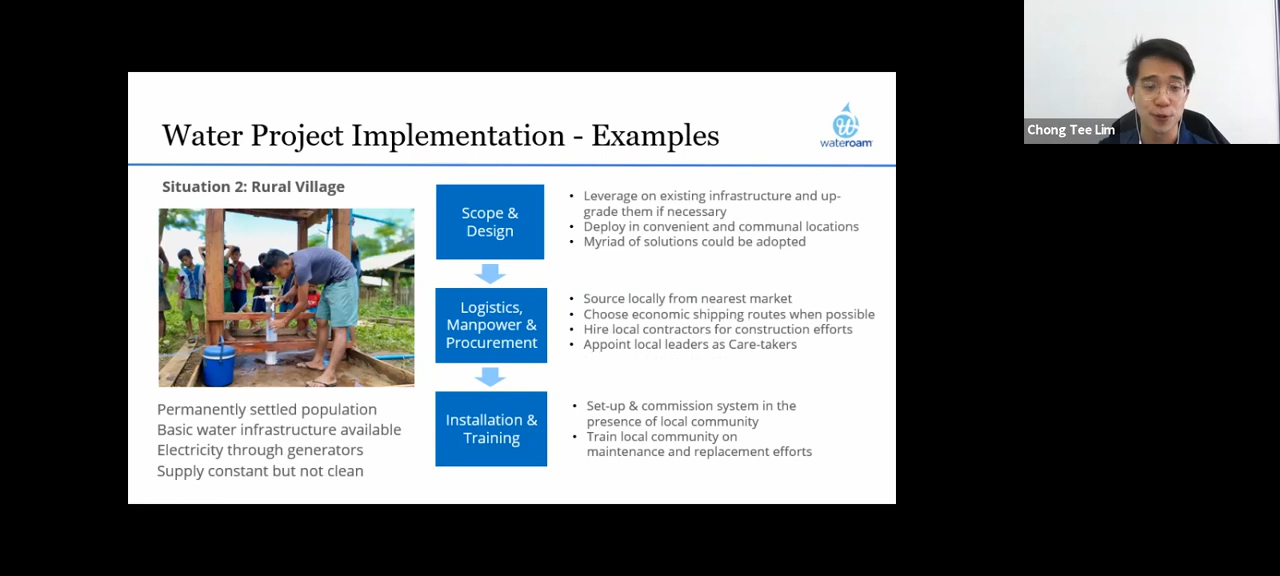 Water Project Implementation - Examples
wateroam
Chong Tee Lim
Situation 2: Rural Village
Permanently settled population
Basic water infrastructure available
Electricity through generators
Supply constant but not clean
Scope &
Design
• Leverage on existing infrastructure and up-
grade them if necessary
• Deploy in convenient and communal locations
• Myriad of solutions could be adopted
Logistics,
Manpower &
Procurement
• Source locally from nearest market
• Choose economic shipping routes when possible
• Hire local contractors for construction efforts
• Appoint local leaders as Care-takers
Installation &
Training
• Set-up & commission system in the
presence of local community
• Train local community on
maintenance and replacement efforts